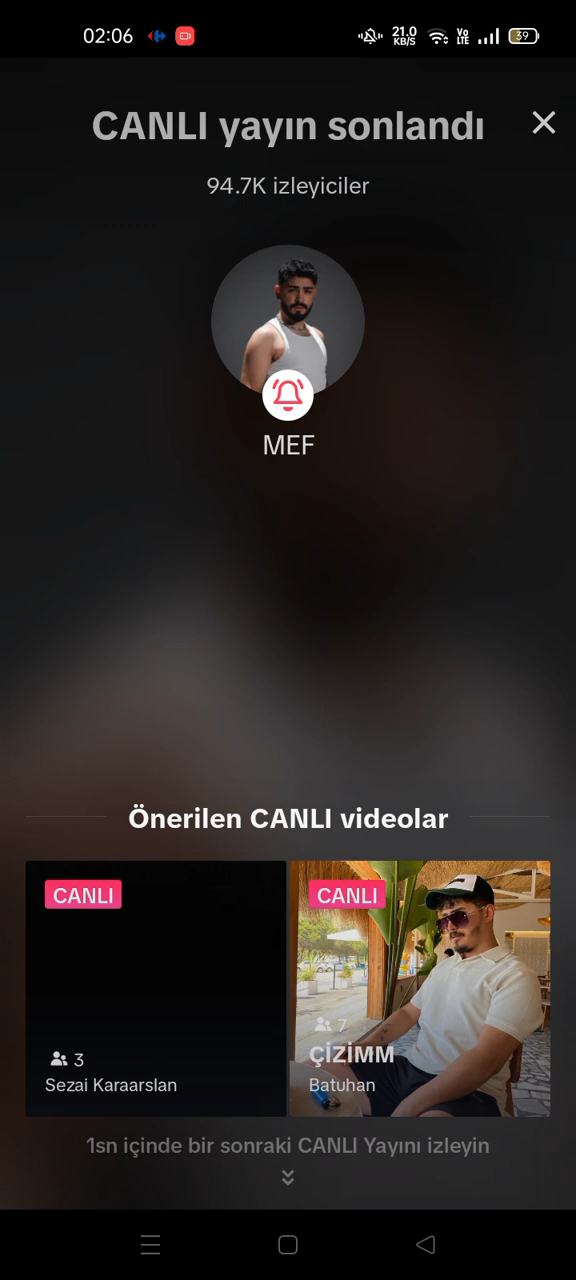 02:06
21.0
KB/S
Vo
LTE
39
CANLI yayın sonlandı
94.7K izleyiciler
MEF
Önerilen CANLI videolar
CANLI
CANLI
3
Sezai Karaarslan
7
ÇİZİMM
Batuhan
1sn içinde bir sonraki CANLI Yayını izleyin